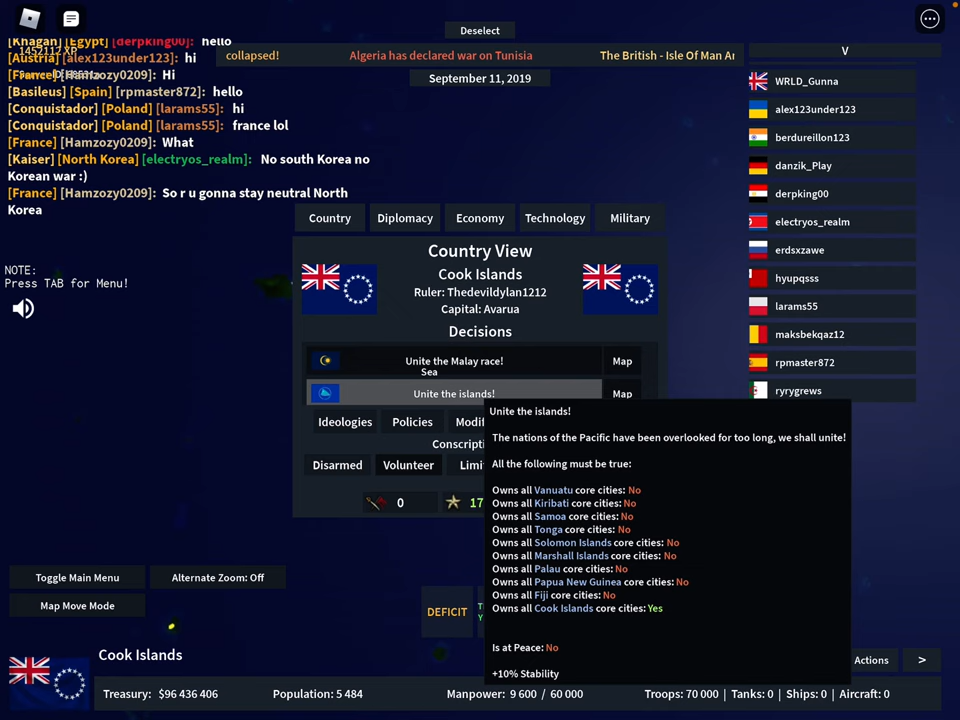 Deselect
[Khagan] [Egypt] [derpking00]: hello
[Austria] [alex123under123]: hi
[France] [Hamzozy0209]: Hi
[Basileus] [Spain] [rpmaster872]: hello
[Conquistador] [Poland] [larams55]: hi
[Conquistador] [Poland] [larams55]: france lol
[France] [Hamzozy0209]: What
[Kaiser] [North Korea] [electryos_realm]: No south Korea no
Korean war :)
[France] [Hamzozy0209]: So r u gonna stay neutral North
Korea
collapsed! Algeria has declared war on Tunisia The British - Isle Of Man Ar
September 11, 2019
V
WRLD_Gunna
alex123under123
berdureillon123
danzik_Play
derpking00
electryos_realm
erdsxzawe
hyupqsss
larams55
maksbekqaz12
rpmaster872
ryrygrews
NOTE:
Press TAB for Menu!
Country Diplomacy Economy Technology Military
Country View
Cook Islands
Ruler: Thedevildylan1212
Capital: Avarua
Decisions
Unite the Malay race! Map
Sea
Unite the islands! Map
Ideologies Policies Modif
Conscripti
Disarmed Volunteer Limi
0 17
Unite the islands!
The nations of the Pacific have been overlooked for too long, we shall unite!
All the following must be true:
Owns all Vanuatu core cities: No
Owns all Kiribati core cities: No
Owns all Samoa core cities: No
Owns all Tonga core cities: No
Owns all Solomon Islands core cities: No
Owns all Marshall Islands core cities: No
Owns all Palau core cities: No
Owns all Papua New Guinea core cities: No
Owns all Fiji core cities: No
Owns all Cook Islands core cities: Yes
Is at Peace: No
+10% Stability
Toggle Main Menu Alternate Zoom: Off
Map Move Mode
DEFICIT
Cook Islands
Actions >
Treasury: $96 436 406 Population: 5 484 Manpower: 9 600 / 60 000 Troops: 70 000 | Tanks: 0 | Ships: 0 | Aircraft: 0